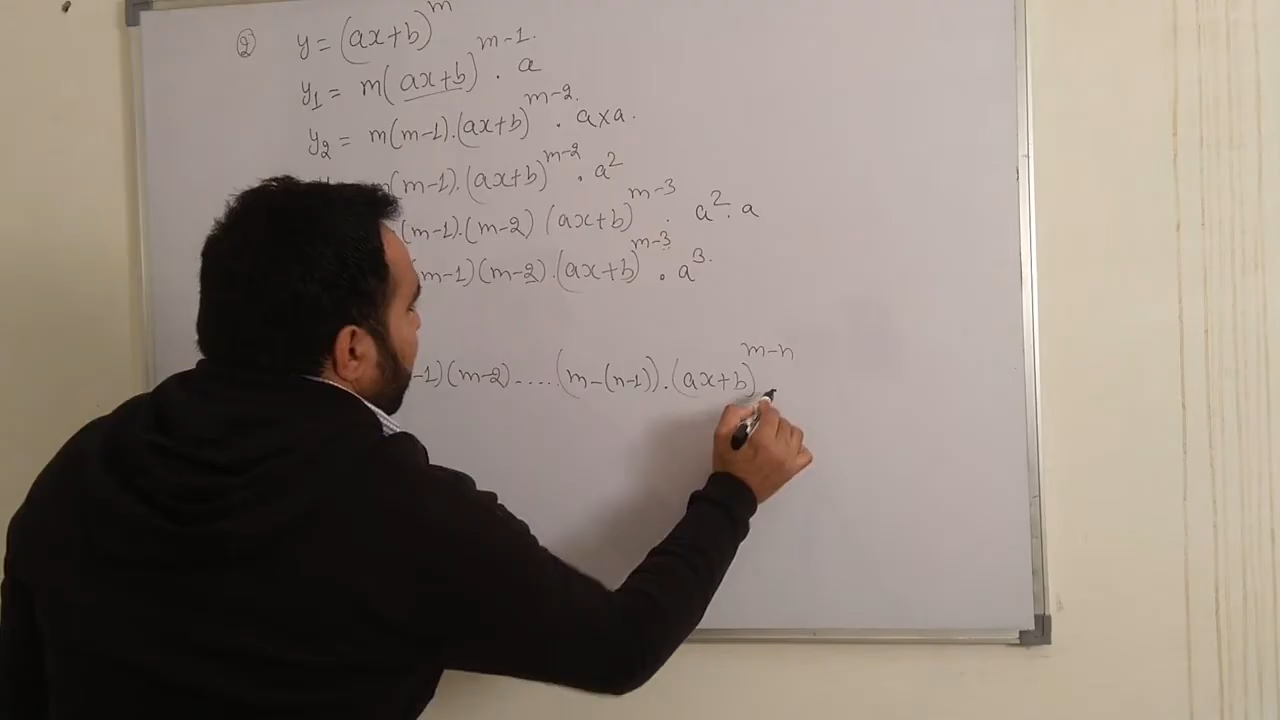 ② y = (ax+b)^m
y₁ = m(ax+b)^{m-1} . a
y₂ = m(m-1).(ax+b)^{m-2} . a×a.
m(m-1).(ax+b)^{m-2} . a²
(m-1).(m-2) (ax+b)^{m-3} . a² . a
(m-1)(m-2).(ax+b)^{m-3} . a³.
-1)(m-2).....(m-(n-1)).(ax+b)^{m-n}